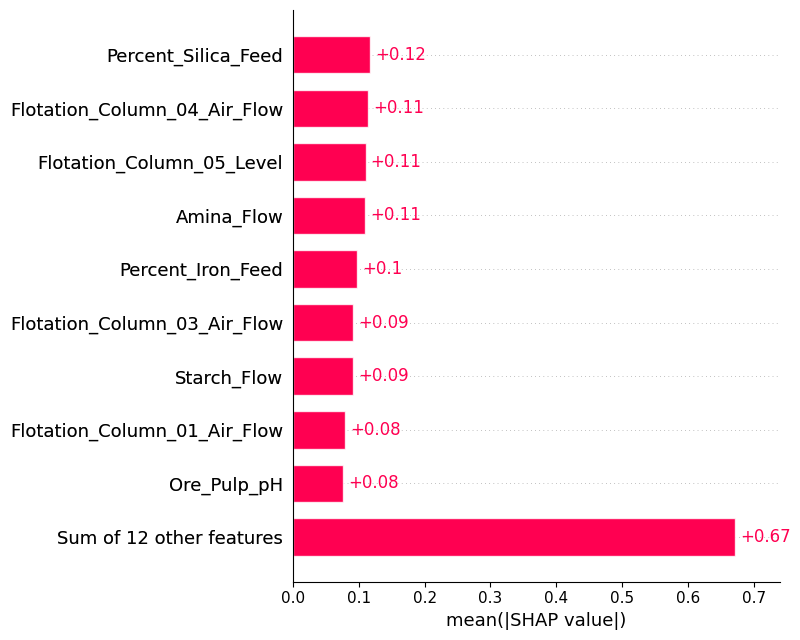 Percent_Silica_Feed +0.12
Flotation_Column_04_Air_Flow +0.11
Flotation_Column_05_Level +0.11
Amina_Flow +0.11
Percent_Iron_Feed +0.1
Flotation_Column_03_Air_Flow +0.09
Starch_Flow +0.09
Flotation_Column_01_Air_Flow +0.08
Ore_Pulp_pH +0.08
Sum of 12 other features +0.67
0.0 0.1 0.2 0.3 0.4 0.5 0.6 0.7
mean(|SHAP value|)